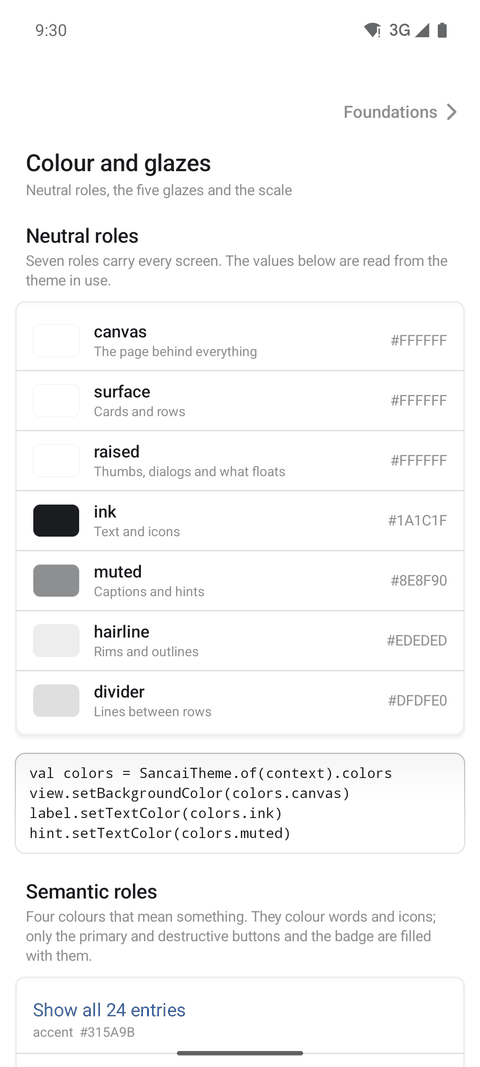 9:30
3G
Foundations
Colour and glazes
Neutral roles, the five glazes and the scale
Neutral roles
Seven roles carry every screen. The values below are read from the
theme in use.
canvas
The page behind everything
#FFFFFF
surface
Cards and rows
#FFFFFF
raised
Thumbs, dialogs and what floats
#FFFFFF
ink
Text and icons
#1A1C1F
muted
Captions and hints
#8E8F90
hairline
Rims and outlines
#EDEDED
divider
Lines between rows
#DFDFE0
val colors = SancaiTheme.of(context).colors
view.setBackgroundColor(colors.canvas)
label.setTextColor(colors.ink)
hint.setTextColor(colors.muted)
Semantic roles
Four colours that mean something. They colour words and icons;
only the primary and destructive buttons and the badge are filled
with them.
Show all 24 entries
accent #315A9B